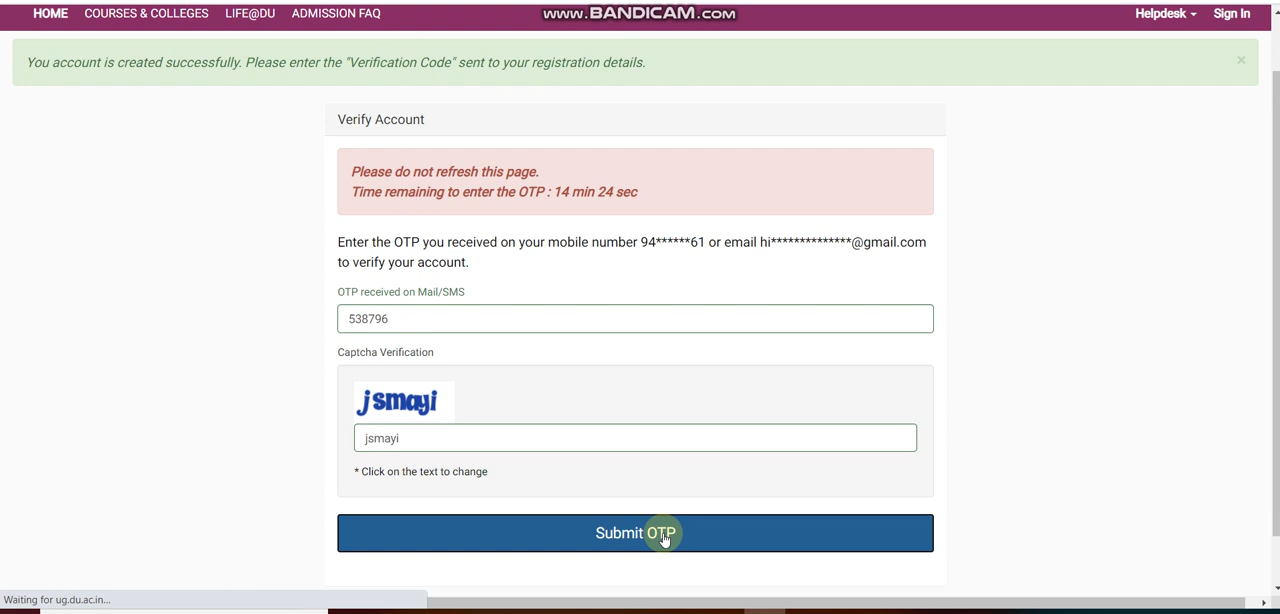 www.BANDICAM.com
HOME COURSES & COLLEGES LIFE@DU ADMISSION FAQ Helpdesk Sign In
You account is created successfully. Please enter the "Verification Code" sent to your registration details. ×
Verify Account
Please do not refresh this page.
Time remaining to enter the OTP : 14 min 24 sec
Enter the OTP you received on your mobile number 94******61 or email hi**************@gmail.com
to verify your account.
OTP received on Mail/SMS
538796
Captcha Verification
jsmayi
jsmayi
* Click on the text to change
Submit OTP
Waiting for ug.du.ac.in...